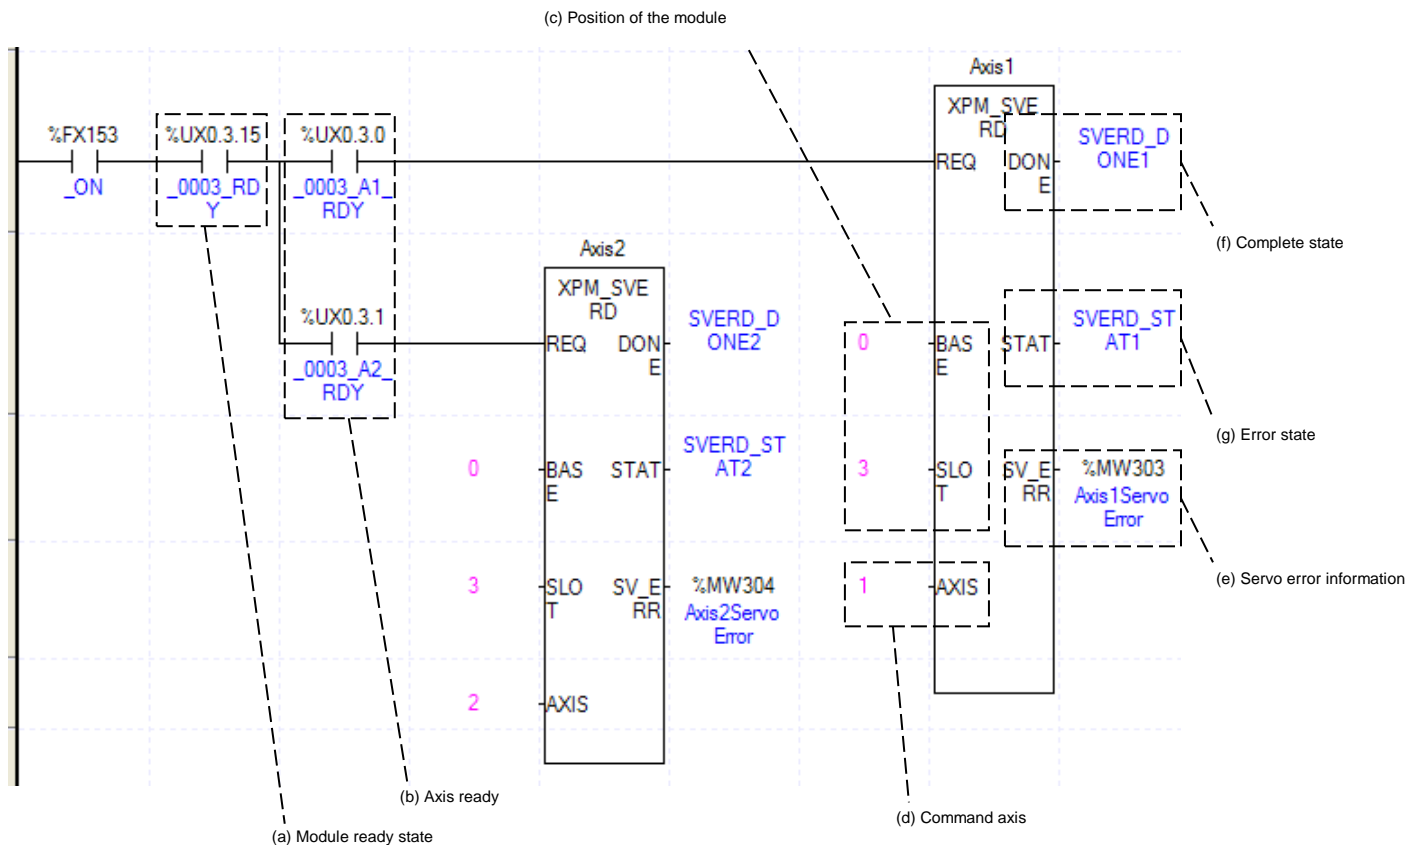 (c) Position of the module
Axis1
XPM_SVE
RD
%FX153
%UX0.3.15
%UX0.3.0
REQ
DON
E
SVERD_D
ONE1
_ON
_0003_RD
Y
_0003_A1_
RDY
(f) Complete state
Axis2
XPM_SVE
RD
%UX0.3.1
REQ
DON
E
SVERD_D
ONE2
0
BAS
E
STAT
SVERD_ST
AT1
_0003_A2_
RDY
(g) Error state
0
BAS
E
STAT
SVERD_ST
AT2
3
SLO
T
SV_E
RR
%MW303
Axis1Servo
Error
(e) Servo error information
3
SLO
T
SV_E
RR
%MW304
Axis2Servo
Error
1
AXIS
2
AXIS
(b) Axis ready
(d) Command axis
(a) Module ready state